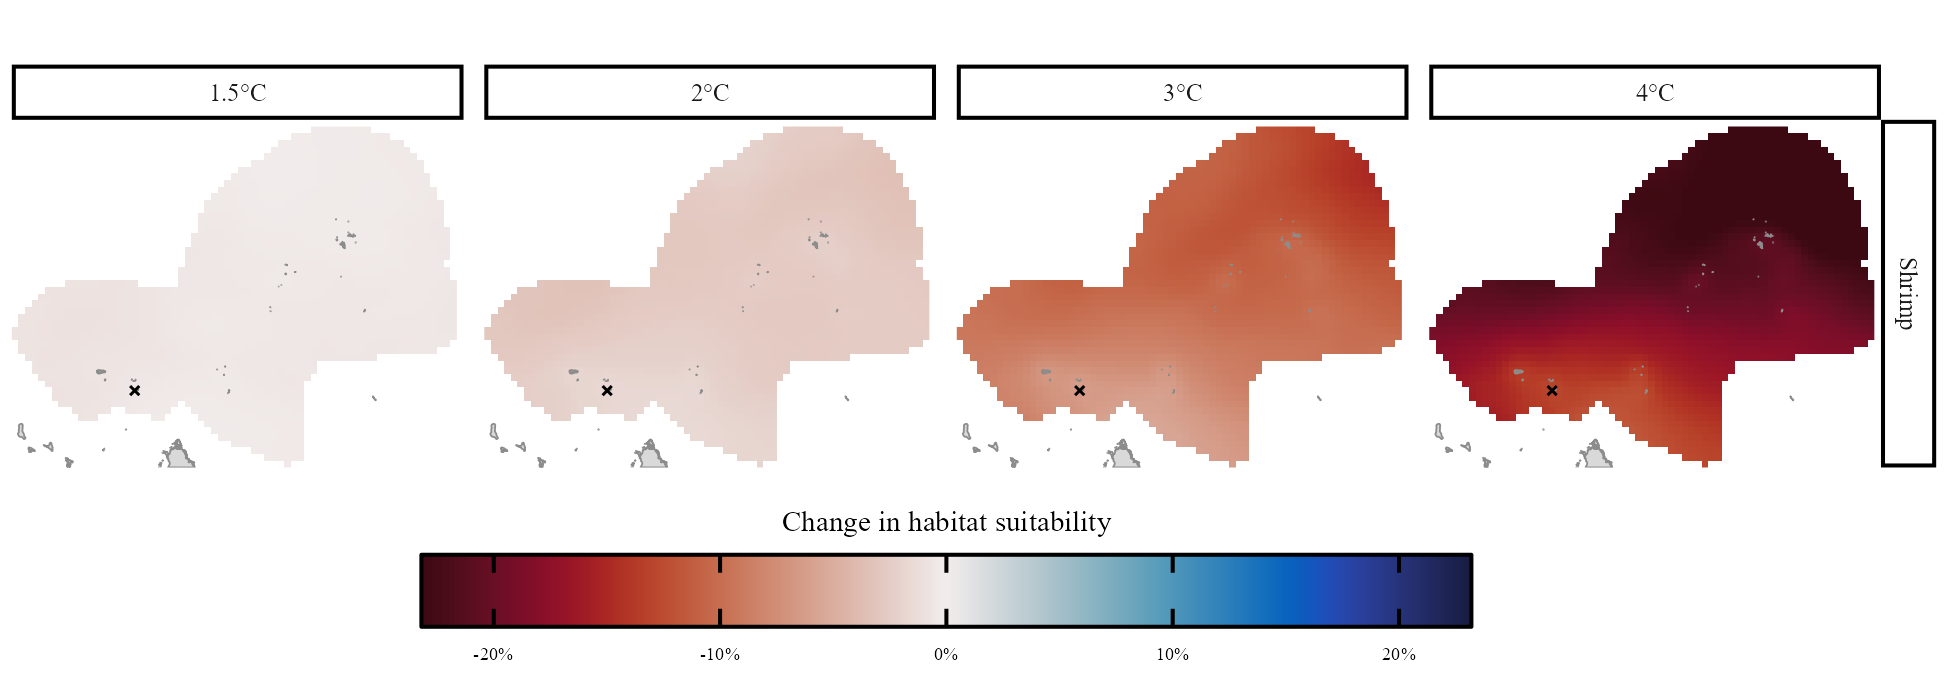 1.5°C
2°C
3°C
4°C
Shrimp
Change in habitat suitability
-20%
-10%
0%
10%
20%